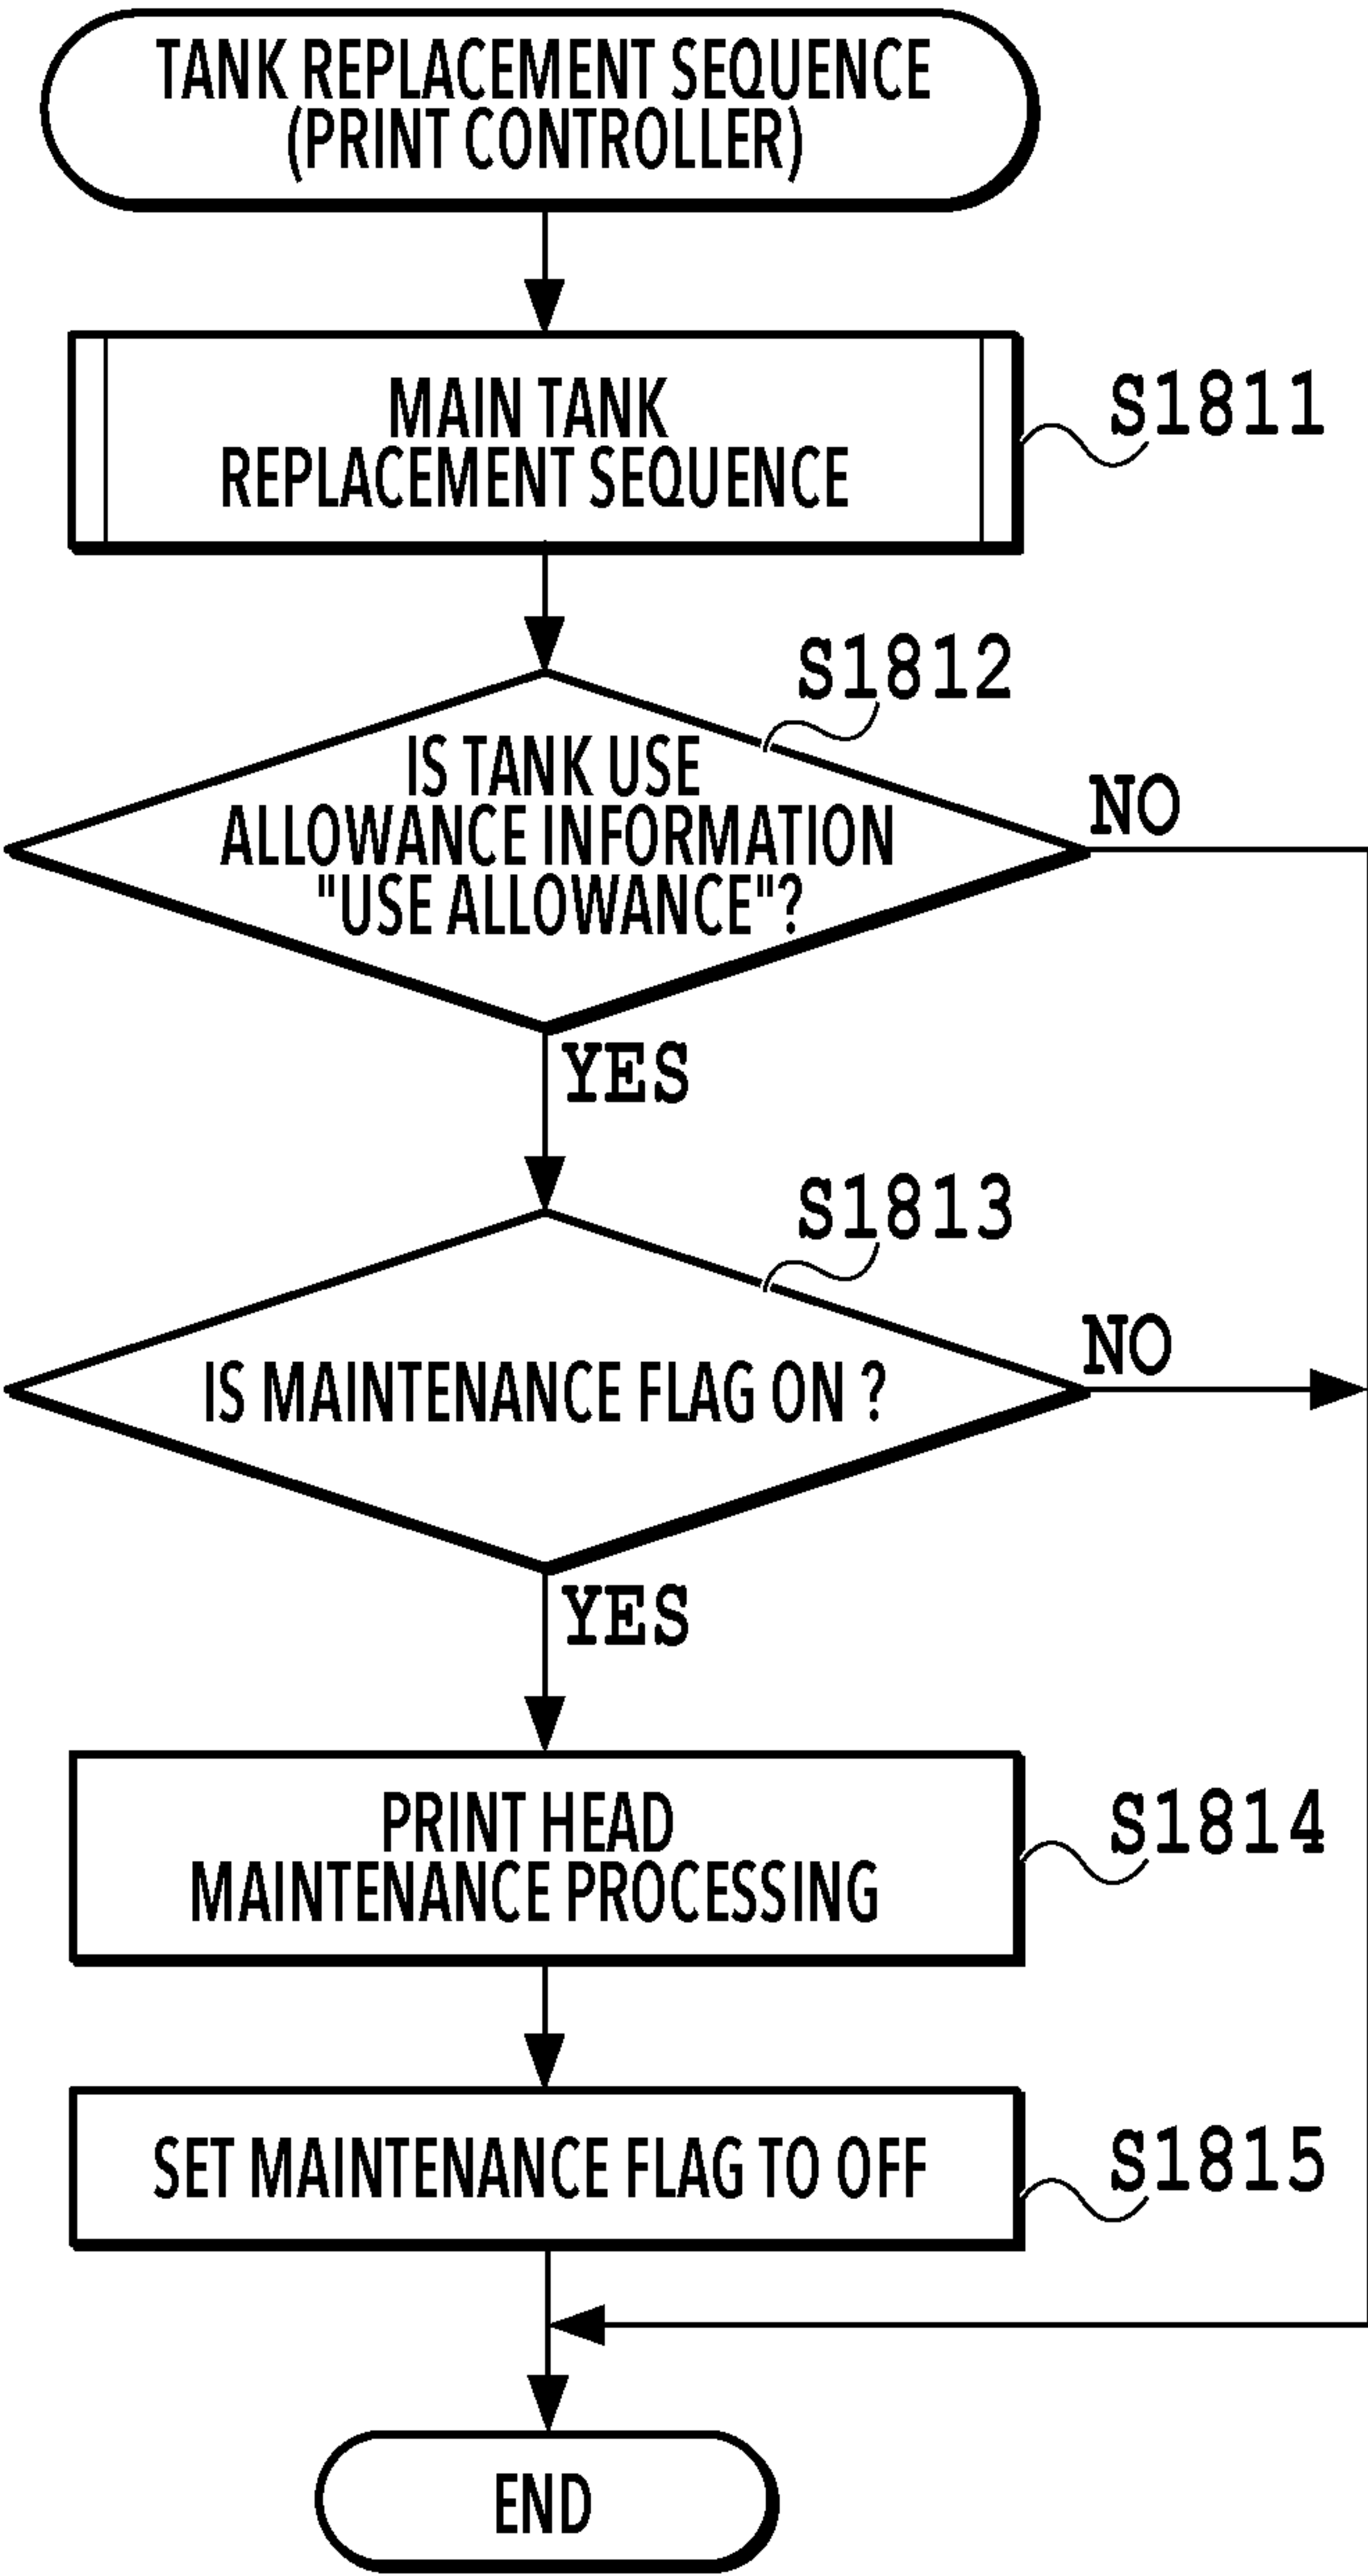 TANK REPLACEMENT SEQUENCE
(PRINT CONTROLLER)
MAIN TANK
REPLACEMENT SEQUENCE
S1811
S1812
IS TANK USE
ALLOWANCE INFORMATION
"USE ALLOWANCE"?
NO
YES
S1813
IS MAINTENANCE FLAG ON ?
NO
YES
PRINT HEAD
MAINTENANCE PROCESSING
S1814
SET MAINTENANCE FLAG TO OFF
S1815
END